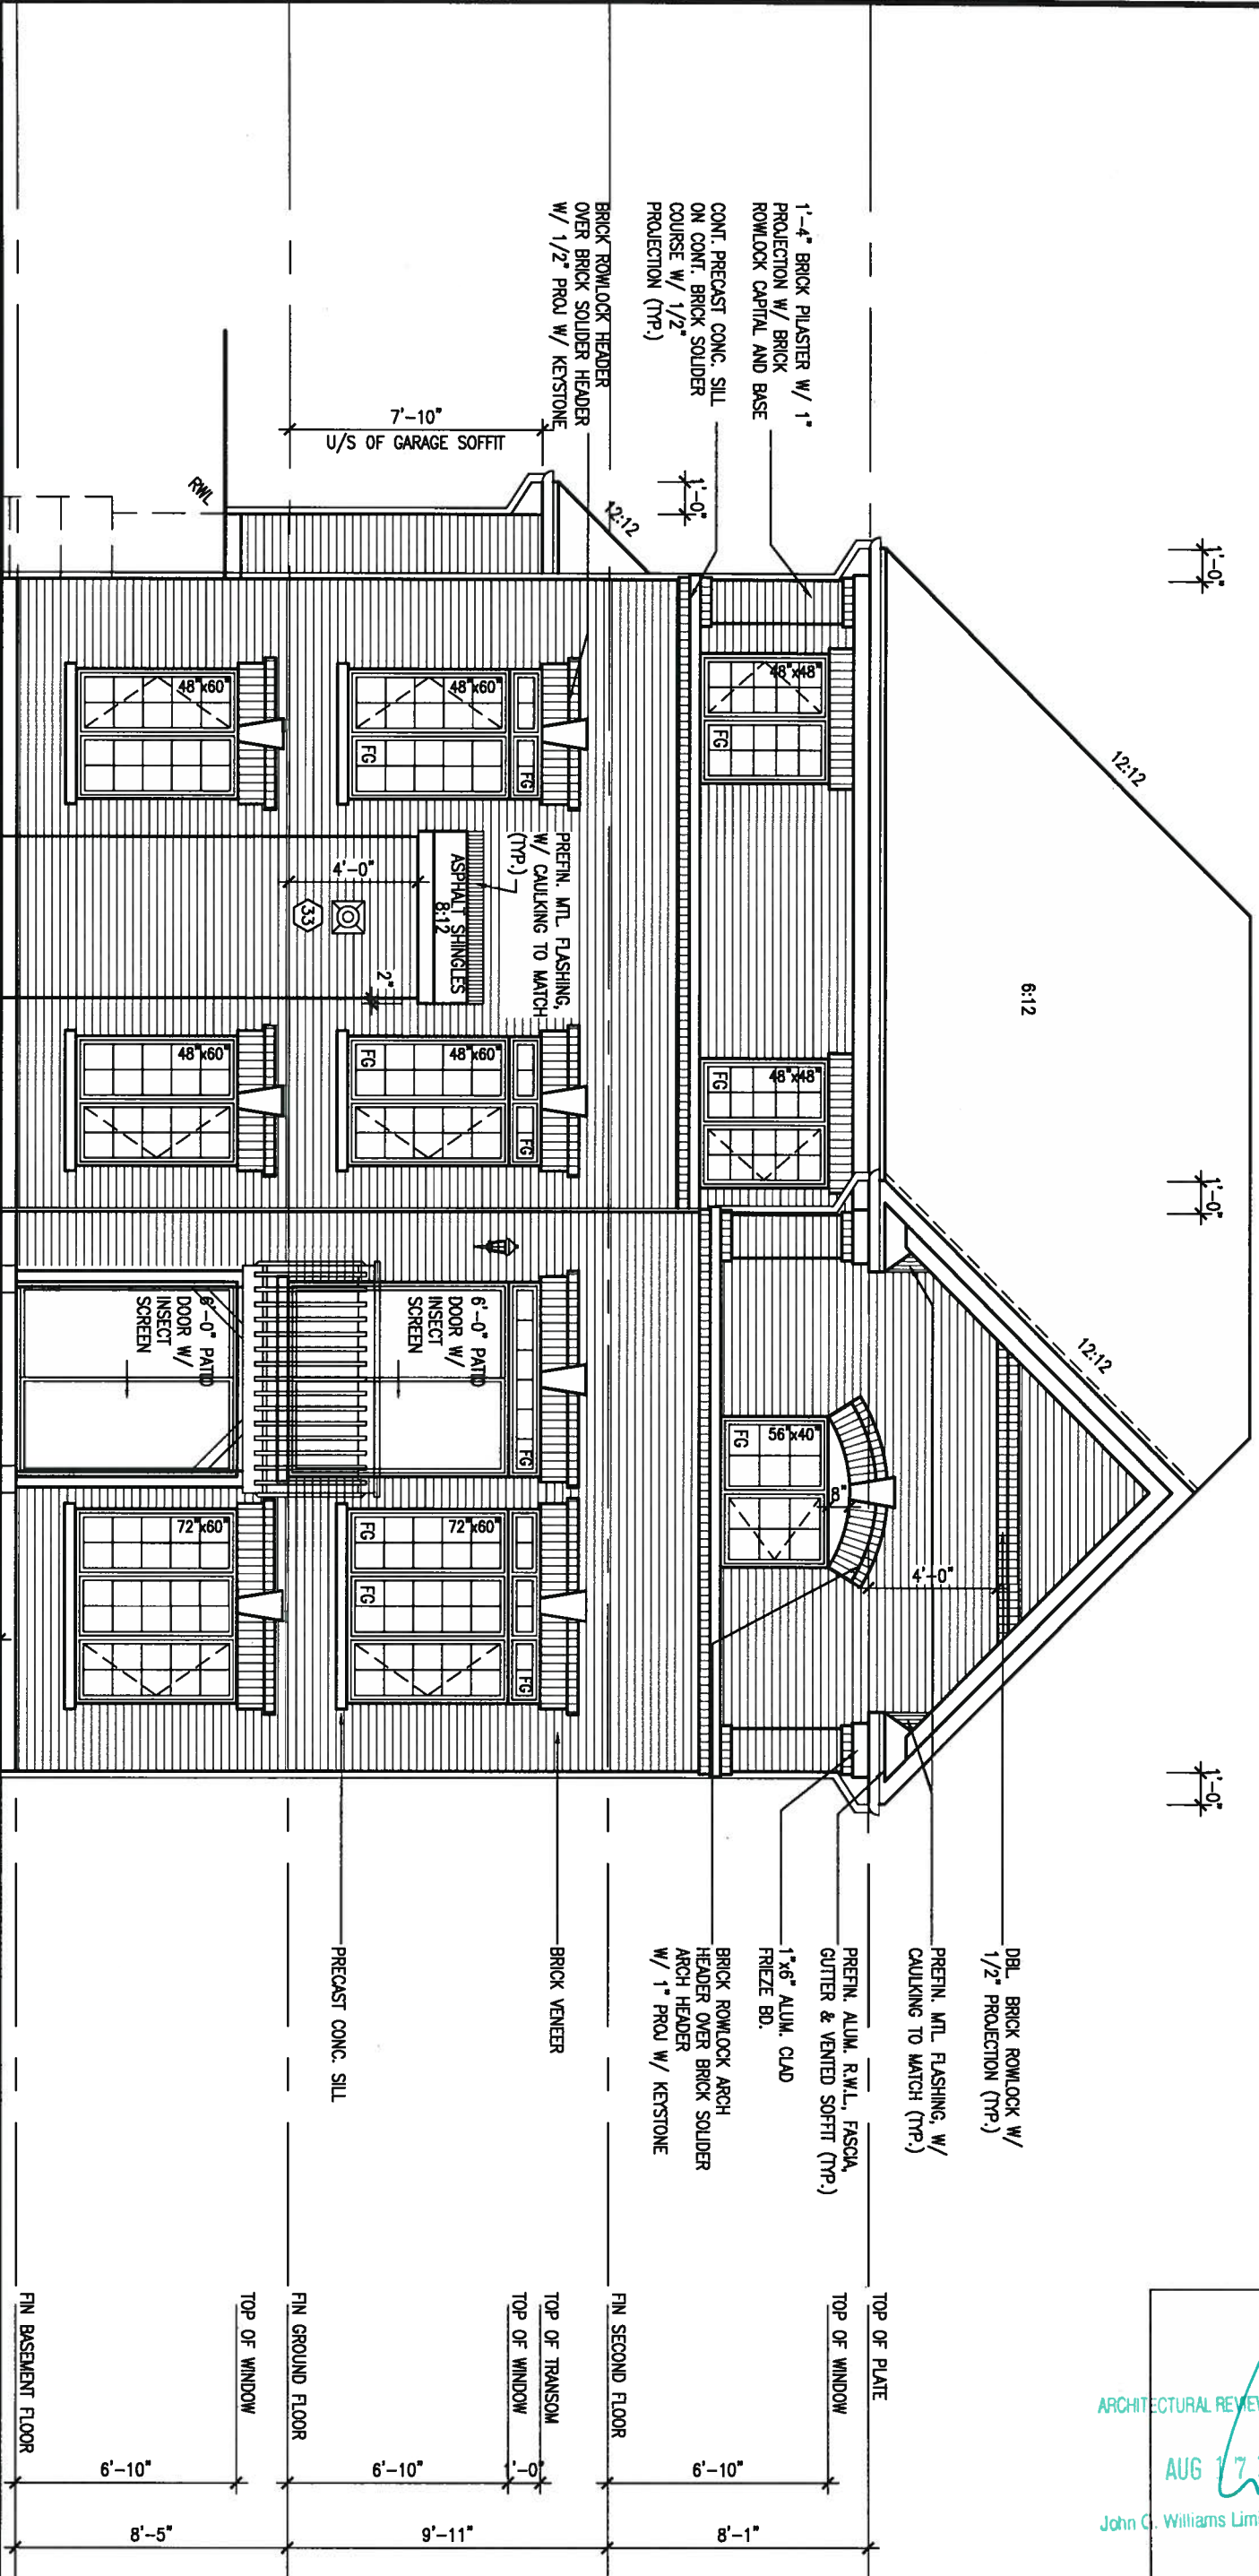 1'-0"
1'-0"
1'-0"
12:12
6:12
12:12
12:12
1'-0"
1'-4" BRICK PILASTER W/ 1"
PROJECTION W/ BRICK
ROWLOCK CAPITAL AND BASE
CONT. PRECAST CONC. SILL
ON CONT. BRICK SOLIDER
COURSE W/ 1/2"
PROJECTION (TYP.)
BRICK ROWLOCK HEADER
OVER BRICK SOLIDER HEADER
W/ 1/2" PROJ W/ KEYSTONE
7'-10"
U/S OF GARAGE SOFFIT
RWL
48"x48"
FG
48"x48"
FG
56"x40"
FG
8"
4'-0"
48"x60"
FG
FG
48"x60"
FG
FG
PREFIN. MTL. FLASHING,
W/ CAULKING TO MATCH
(TYP.)
ASPHALT SHINGLES
8:12
4'-0"
33
2"
6'-0" PATIO
DOOR W/
INSECT
SCREEN
FG
72"x60"
FG
FG
FG
48"x60"
48"x60"
6'-0" PATIO
DOOR W/
INSECT
SCREEN
72"x60"
DBL. BRICK ROWLOCK W/
1/2" PROJECTION (TYP.)
PREFIN. MTL. FLASHING, W/
CAULKING TO MATCH (TYP.)
PREFIN. ALUM. R.W.L., FASCIA,
GUTTER & VENTED SOFFIT (TYP.)
1"x6" ALUM. CLAD
FRIEZE BD.
BRICK ROWLOCK ARCH
HEADER OVER BRICK SOLIDER
ARCH HEADER
W/ 1" PROJ W/ KEYSTONE
BRICK VENEER
PRECAST CONC. SILL
TOP OF PLATE
TOP OF WINDOW
FIN SECOND FLOOR
TOP OF TRANSOM
TOP OF WINDOW
FIN GROUND FLOOR
TOP OF WINDOW
FIN BASEMENT FLOOR
6'-10"
1'-0"
6'-10"
6'-10"
8'-1"
9'-11"
8'-5"
ARCHITECTURAL
AUG 17
John G. Williams